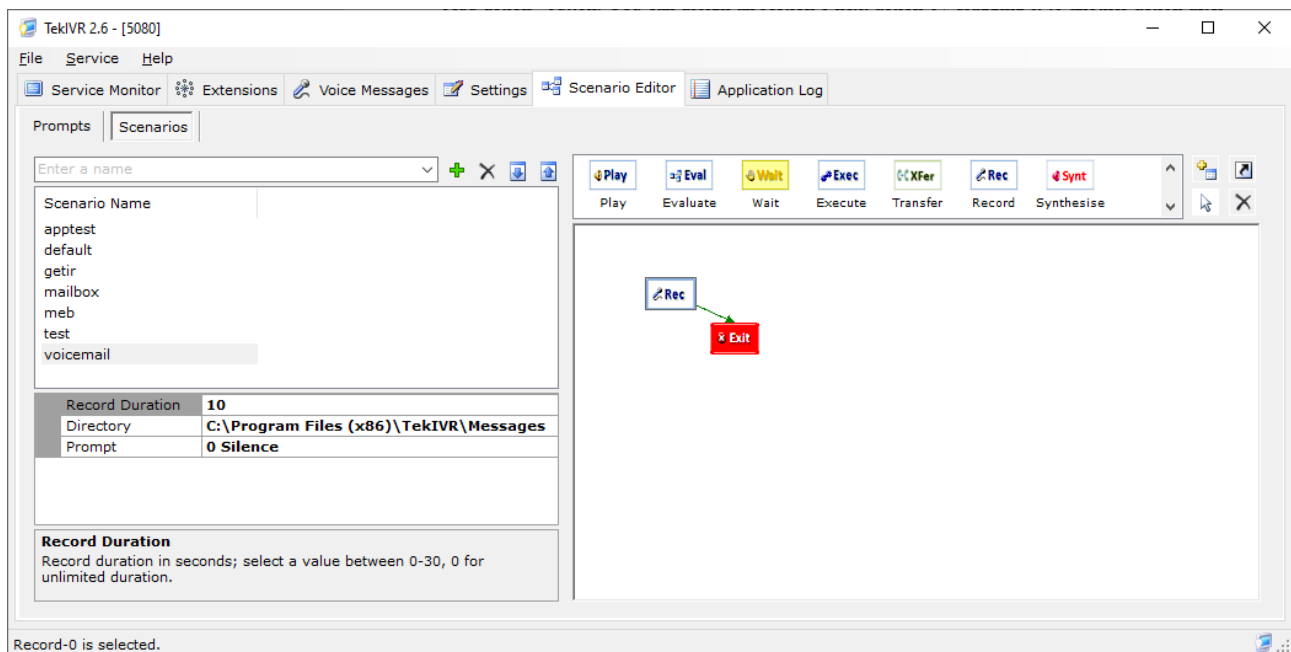 TekIVR 2.6 - [5080]
File Service Help
Service Monitor Extensions Voice Messages Settings Scenario Editor Application Log
Prompts Scenarios
Enter a name
Play Eval Wait Exec XFer Rec Synt
Play Evaluate Wait Execute Transfer Record Synthesise
Scenario Name
apptest
default
getir
mailbox
meb
test
voicemail
Rec
Exit
Record Duration 10
Directory C:\Program Files (x86)\TekIVR\Messages
Prompt 0 Silence
Record Duration
Record duration in seconds; select a value between 0-30, 0 for
unlimited duration.
Record-0 is selected.